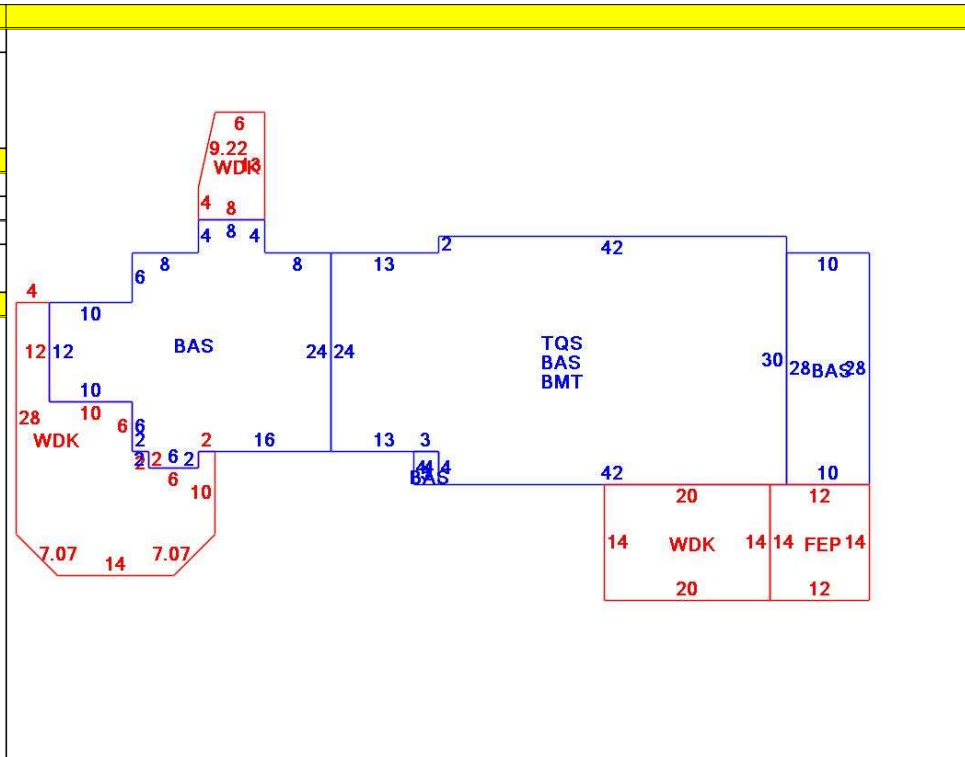 6
9.22
WDK 13
4 8
4 8 4
8 8 13 2 42 10
6
4
10
12 12 BAS 24 24 TQS 30 28 BAS 28
BAS
BMT
10
10 6 6
28 WDK 2 2 16 13 3
2 2 6 2 4 4 4
6 BAS 42 10
10 20 12
14 WDK 14 14 FEP 14
7.07 14 7.07
20 12